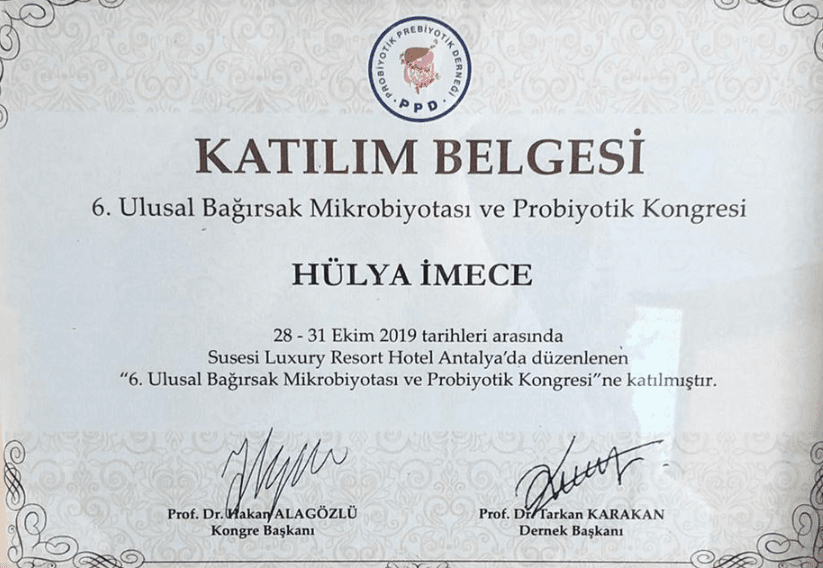 PROBİYOTİK PREBİYOTİK DERNEĞİ
PPD
KATILIM BELGESİ
6. Ulusal Bağırsak Mikrobiyotası ve Probiyotik Kongresi
HÜLYA İMECE
28 - 31 Ekim 2019 tarihleri arasında
Susesi Luxury Resort Hotel Antalya’da düzenlenen
“6. Ulusal Bağırsak Mikrobiyotası ve Probiyotik Kongresi”ne katılmıştır.
Prof. Dr. Hakan ALAGÖZLÜ
Kongre Başkanı
Prof. Dr. Tarkan KARAKAN
Dernek Başkanı